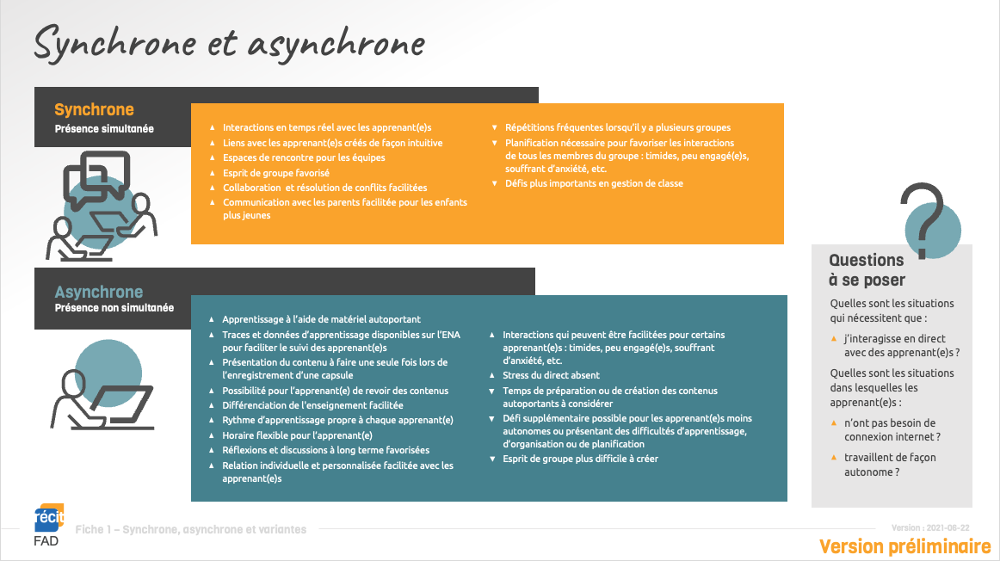 Synchrone et asynchrone
Synchrone
Présence simultanée
▲ Interactions en temps réel avec les apprenant(e)s
▲ Liens avec les apprenant(e)s créés de façon intuitive
▲ Espaces de rencontre pour les équipes
▲ Esprit de groupe favorisé
▲ Collaboration et résolution de conflits facilitées
▲ Communication avec les parents facilitée pour les enfants
plus jeunes
▼ Répétitions fréquentes lorsqu'il y a plusieurs groupes
▼ Planification nécessaire pour favoriser les interactions
de tous les membres du groupe : timides, peu engagé(e)s,
souffrant d'anxiété, etc.
▼ Défis plus importants en gestion de classe
Asynchrone
Présence non simultanée
▲ Apprentissage à l'aide de matériel autoportant
▲ Traces et données d'apprentissage disponibles sur l'ENA
pour faciliter le suivi des apprenant(e)s
▲ Présentation du contenu à faire une seule fois lors de
l'enregistrement d'une capsule
▲ Possibilité pour l'apprenant(e) de revoir des contenus
▲ Différenciation de l'enseignement facilitée
▲ Rythme d'apprentissage propre à chaque apprenant(e)
▲ Horaire flexible pour l'apprenant(e)
▲ Réflexions et discussions à long terme favorisées
▲ Relation individuelle et personnalisée facilitée avec les
apprenant(e)s
▲ Interactions qui peuvent être facilitées pour certains
apprenant(e)s : timides, peu engagé(e)s, souffrant
d'anxiété, etc.
▲ Stress du direct absent
▼ Temps de préparation ou de création des contenus
autoportants à considérer
▼ Défi supplémentaire possible pour les apprenant(e)s moins
autonomes ou présentant des difficultés d'apprentissage,
d'organisation ou de planification
▼ Esprit de groupe plus difficile à créer
?
Questions
à se poser
Quelles sont les situations
qui nécessitent que :
▲ j'interagisse en direct
avec des apprenant(e)s ?
Quelles sont les situations
dans lesquelles les
apprenant(e)s :
▲ n'ont pas besoin de
connexion internet ?
▲ travaillent de façon
autonome ?
récit
FAD
Fiche 1 – Synchrone, asynchrone et variantes
Version : 2021-06-22
Version préliminaire